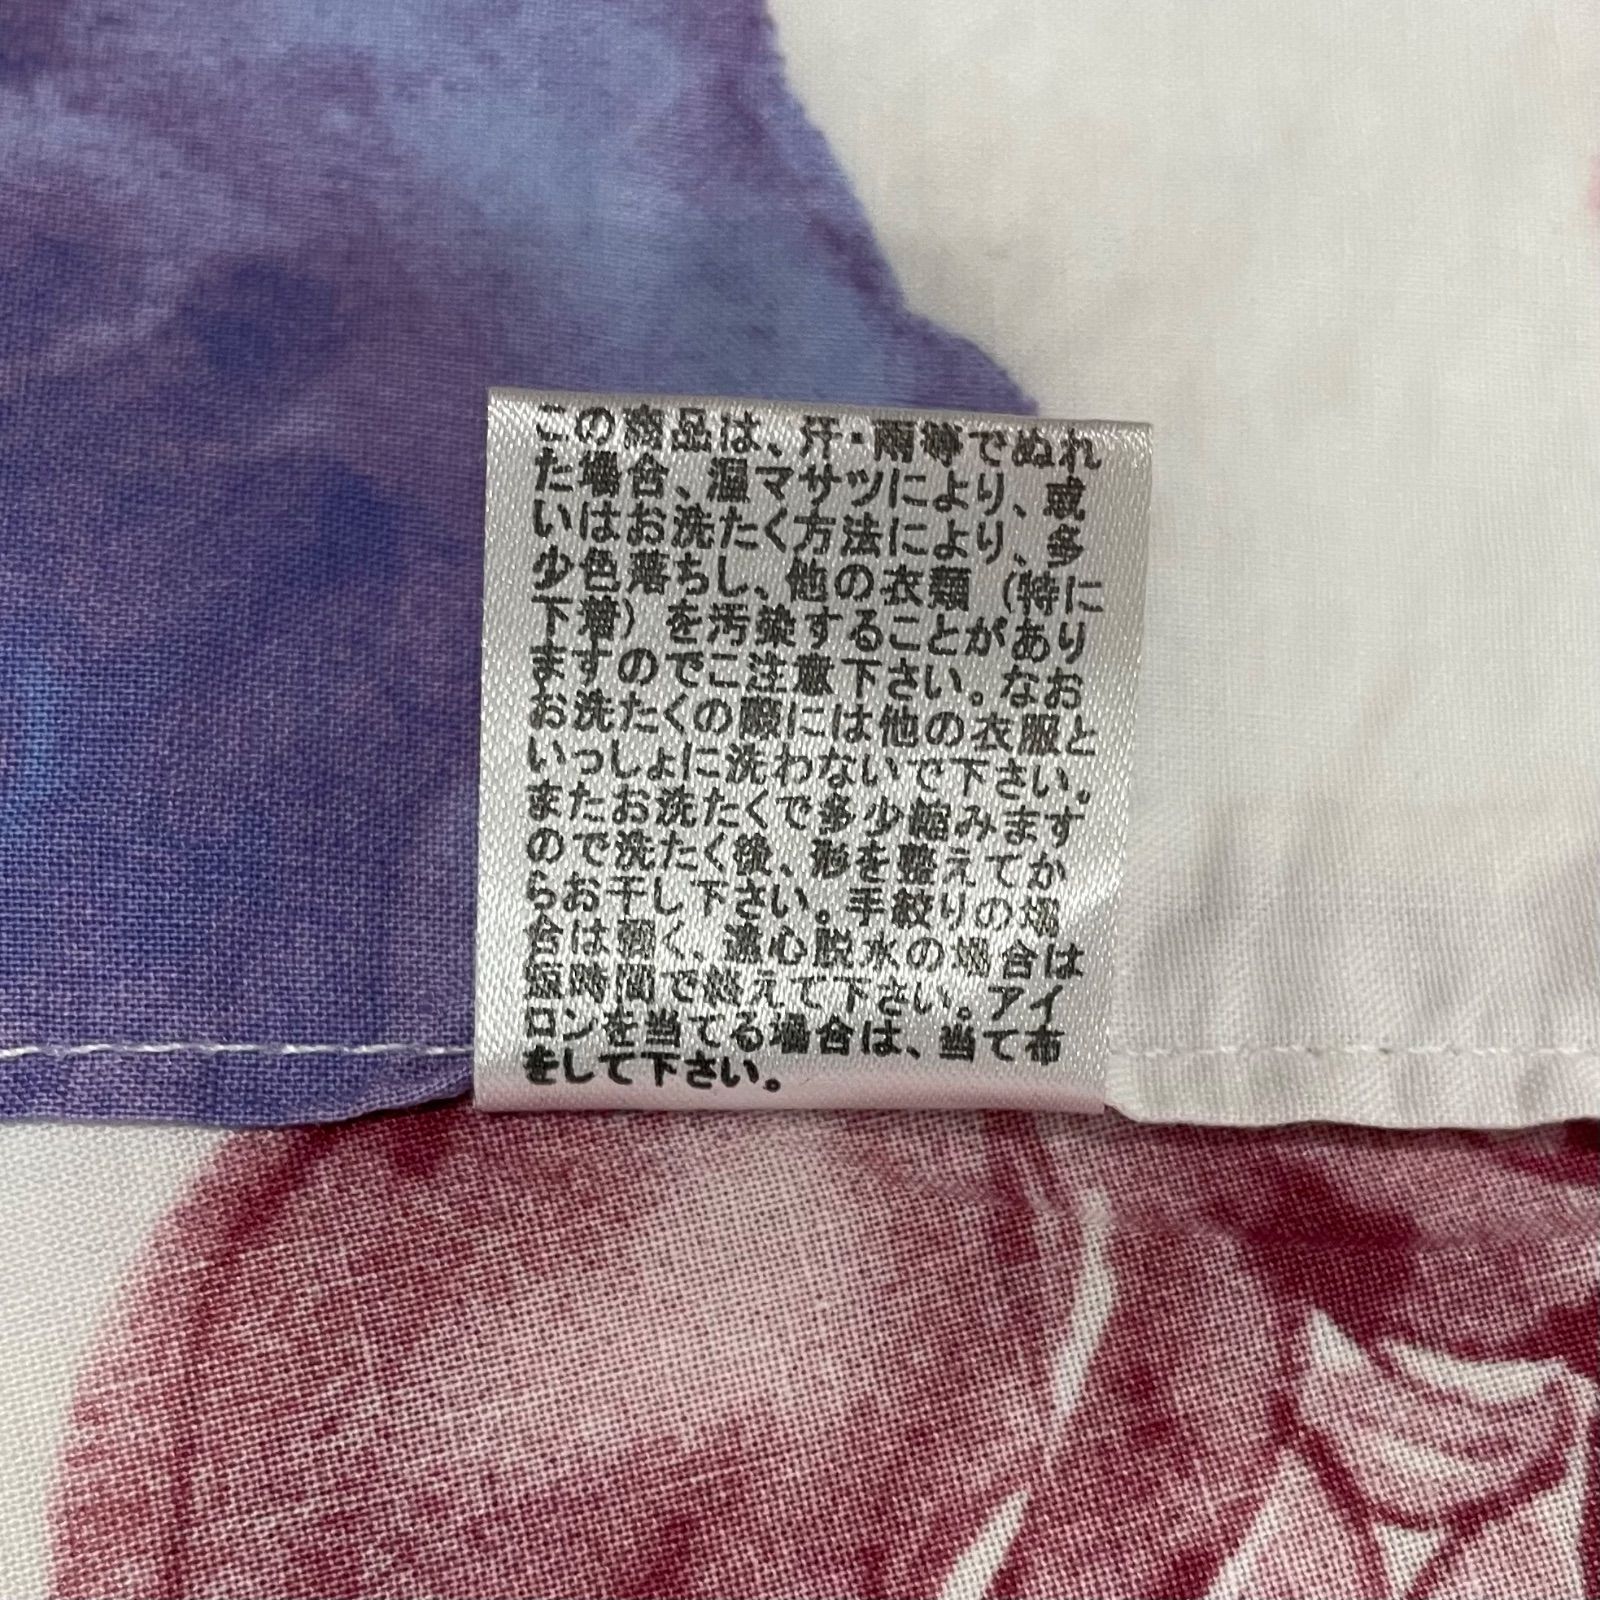 この商品は、汗・雨等でぬれ
た場合、湿マサツにより、或
いはお洗たく方法により、多
少色落ちし、他の衣類（特に
下着）を汚染することがあり
ますのでご注意下さい。なお
お洗たくの際には他の衣服と
いっしょに洗わないで下さい。
またお洗たくで多少縮みます
ので洗たく後、形を整えてか
らお干し下さい。手絞りの場
合は弱く、遠心脱水の場合は
短時間で終えて下さい。アイ
ロンを当てる場合は、当て布
をして下さい。